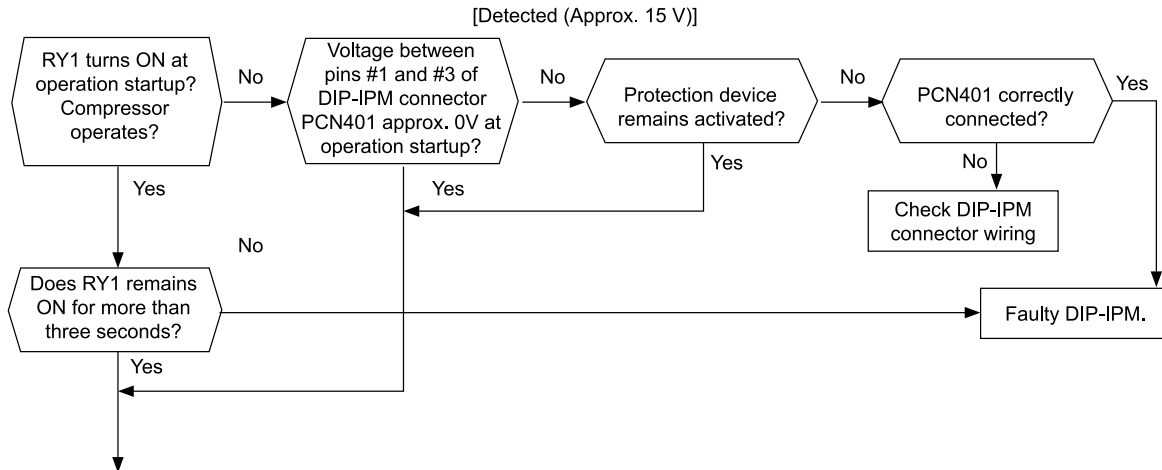 [Detected (Approx. 15 V)]
RY1 turns ON at
operation startup?
Compressor
operates?
No
Voltage between
pins #1 and #3 of
DIP-IPM connector
PCN401 approx. 0V at
operation startup?
No
Protection device
remains activated?
No
PCN401 correctly
connected?
Yes
Yes
Yes
Yes
No
Check DIP-IPM
connector wiring
No
Does RY1 remains
ON for more than
three seconds?
Faulty DIP-IPM.
Yes